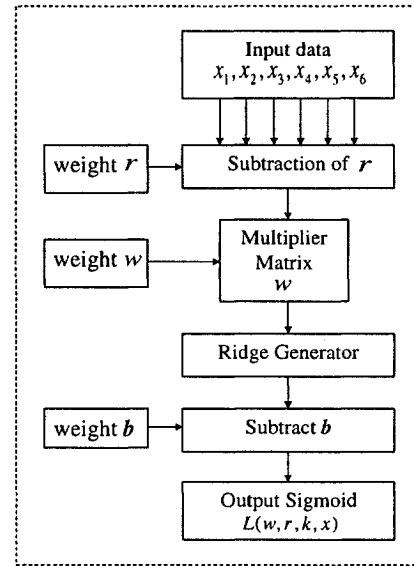 Input data
x1, x2, x3, x4, x5, x6
weight r
Subtraction of r
weight w
Multiplier
Matrix
w
Ridge Generator
weight b
Subtract b
Output Sigmoid
L(w, r, k, x)